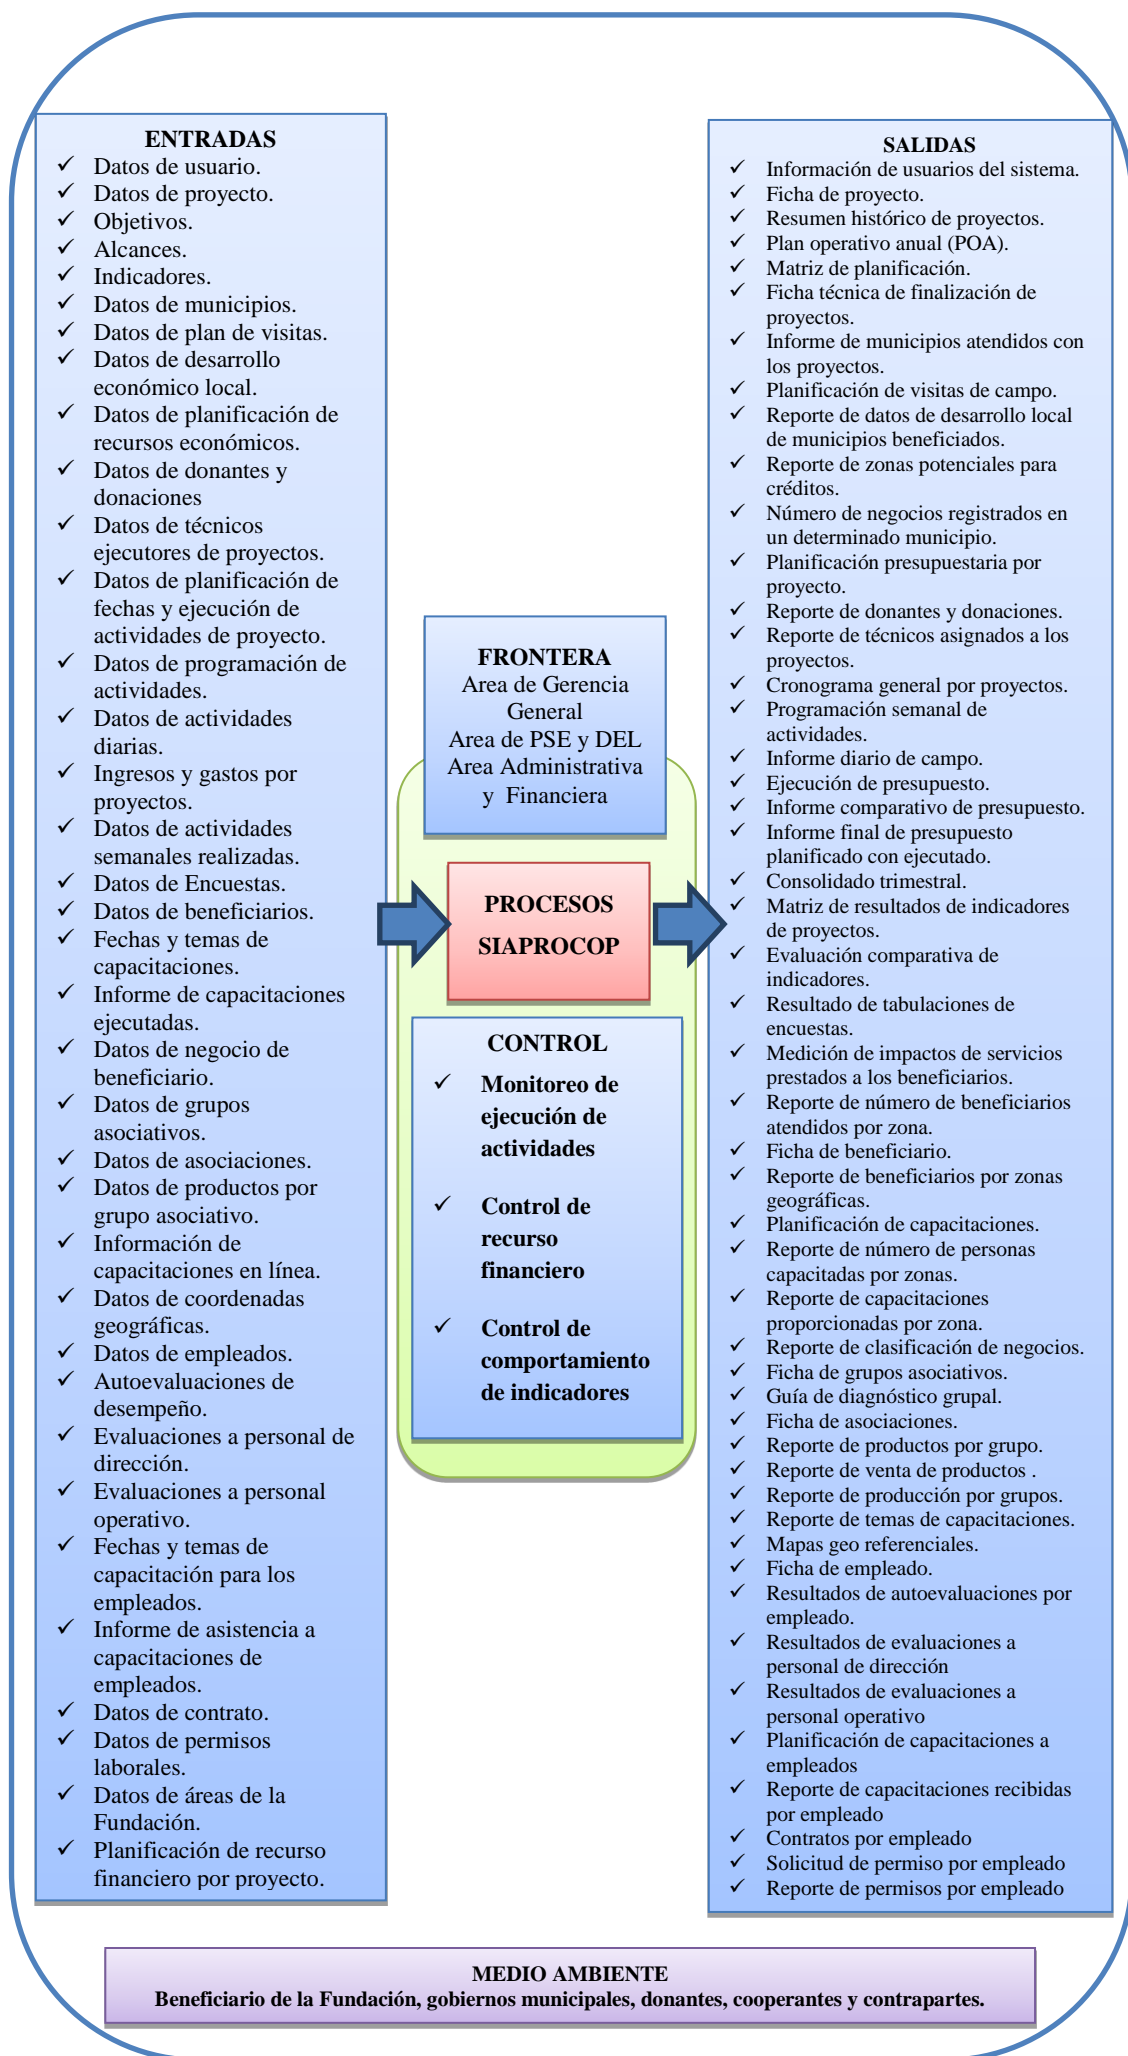 ENTRADAS
✓ Datos de usuario.
✓ Datos de proyecto.
✓ Objetivos.
✓ Alcances.
✓ Indicadores.
✓ Datos de municipios.
✓ Datos de plan de visitas.
✓ Datos de desarrollo
económico local.
✓ Datos de planificación de
recursos económicos.
✓ Datos de donantes y
donaciones
✓ Datos de técnicos
ejecutores de proyectos.
✓ Datos de planificación de
fechas y ejecución de
actividades de proyecto.
✓ Datos de programación de
actividades.
✓ Datos de actividades
diarias.
✓ Ingresos y gastos por
proyectos.
✓ Datos de actividades
semanales realizadas.
✓ Datos de Encuestas.
✓ Datos de beneficiarios.
✓ Fechas y temas de
capacitaciones.
✓ Informe de capacitaciones
ejecutadas.
✓ Datos de negocio de
beneficiario.
✓ Datos de grupos
asociativos.
✓ Datos de asociaciones.
✓ Datos de productos por
grupo asociativo.
✓ Información de
capacitaciones en línea.
✓ Datos de coordenadas
geográficas.
✓ Datos de empleados.
✓ Autoevaluaciones de
desempeño.
✓ Evaluaciones a personal de
dirección.
✓ Evaluaciones a personal
operativo.
✓ Fechas y temas de
capacitación para los
empleados.
✓ Informe de asistencia a
capacitaciones de
empleados.
✓ Datos de contrato.
✓ Datos de permisos
laborales.
✓ Datos de áreas de la
Fundación.
✓ Planificación de recurso
financiero por proyecto.
FRONTERA
Area de Gerencia
General
Area de PSE y DEL
Area Administrativa
y Financiera
PROCESOS
SIAPROCOP
CONTROL
✓ Monitoreo de
ejecución de
actividades
✓ Control de
recurso
financiero
✓ Control de
comportamiento
de indicadores
SALIDAS
✓ Información de usuarios del sistema.
✓ Ficha de proyecto.
✓ Resumen histórico de proyectos.
✓ Plan operativo anual (POA).
✓ Matriz de planificación.
✓ Ficha técnica de finalización de
proyectos.
✓ Informe de municipios atendidos con
los proyectos.
✓ Planificación de visitas de campo.
✓ Reporte de datos de desarrollo local
de municipios beneficiados.
✓ Reporte de zonas potenciales para
créditos.
✓ Número de negocios registrados en
un determinado municipio.
✓ Planificación presupuestaria por
proyecto.
✓ Reporte de donantes y donaciones.
✓ Reporte de técnicos asignados a los
proyectos.
✓ Cronograma general por proyectos.
✓ Programación semanal de
actividades.
✓ Informe diario de campo.
✓ Ejecución de presupuesto.
✓ Informe comparativo de presupuesto.
✓ Informe final de presupuesto
planificado con ejecutado.
✓ Consolidado trimestral.
✓ Matriz de resultados de indicadores
de proyectos.
✓ Evaluación comparativa de
indicadores.
✓ Resultado de tabulaciones de
encuestas.
✓ Medición de impactos de servicios
prestados a los beneficiarios.
✓ Reporte de número de beneficiarios
atendidos por zona.
✓ Ficha de beneficiario.
✓ Reporte de beneficiarios por zonas
geográficas.
✓ Planificación de capacitaciones.
✓ Reporte de número de personas
capacitadas por zonas.
✓ Reporte de capacitaciones
proporcionadas por zona.
✓ Reporte de clasificación de negocios.
✓ Ficha de grupos asociativos.
✓ Guía de diagnóstico grupal.
✓ Ficha de asociaciones.
✓ Reporte de productos por grupo.
✓ Reporte de venta de productos .
✓ Reporte de producción por grupos.
✓ Reporte de temas de capacitaciones.
✓ Mapas geo referenciales.
✓ Ficha de empleado.
✓ Resultados de autoevaluaciones por
empleado.
✓ Resultados de evaluaciones a
personal de dirección
✓ Resultados de evaluaciones a
personal operativo
✓ Planificación de capacitaciones a
empleados
✓ Reporte de capacitaciones recibidas
por empleado
✓ Contratos por empleado
✓ Solicitud de permiso por empleado
✓ Reporte de permisos por empleado
MEDIO AMBIENTE
Beneficiario de la Fundación, gobiernos municipales, donantes, cooperantes y contrapartes.